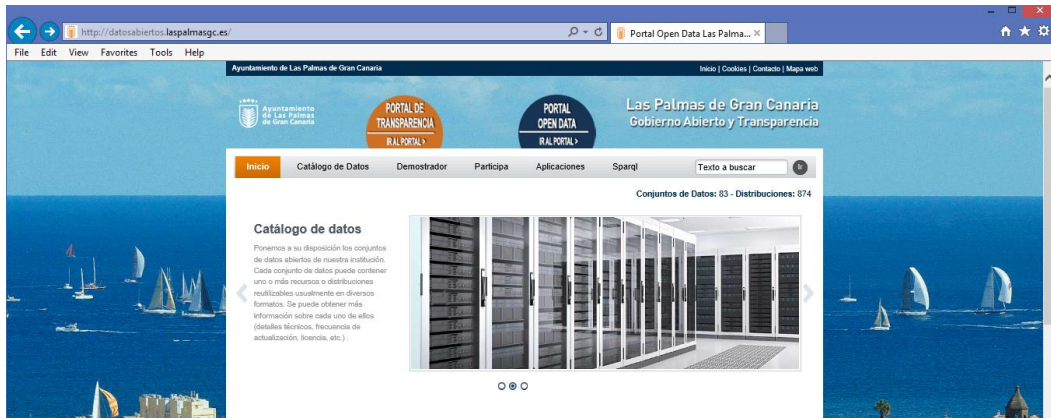 http://datosabiertos.laspalmasgc.es/
Portal Open Data Las Palma...
File Edit View Favorites Tools Help
Ayuntamiento de Las Palmas de Gran Canaria
Inicio | Cookies | Contacto | Mapa web
Ayuntamiento
de Las Palmas
de Gran Canaria
PORTAL DE
TRANSPARENCIA
IR AL PORTAL >
PORTAL
OPEN DATA
IR AL PORTAL >
Las Palmas de Gran Canaria
Gobierno Abierto y Transparencia
Inicio Catálogo de Datos Demostrador Participa Aplicaciones Sparql Texto a buscar Ir
Conjuntos de Datos: 83 - Distribuciones: 874
Catálogo de datos
Ponemos a su disposición los conjuntos
de datos abiertos de nuestra institución.
Cada conjunto de datos puede contener
uno o más recursos o distribuciones
reutilizables usualmente en diversos
formatos. Se puede obtener más
información sobre cada uno de ellos
(detalles técnicos, frecuencia de
actualización, licencia, etc.) .